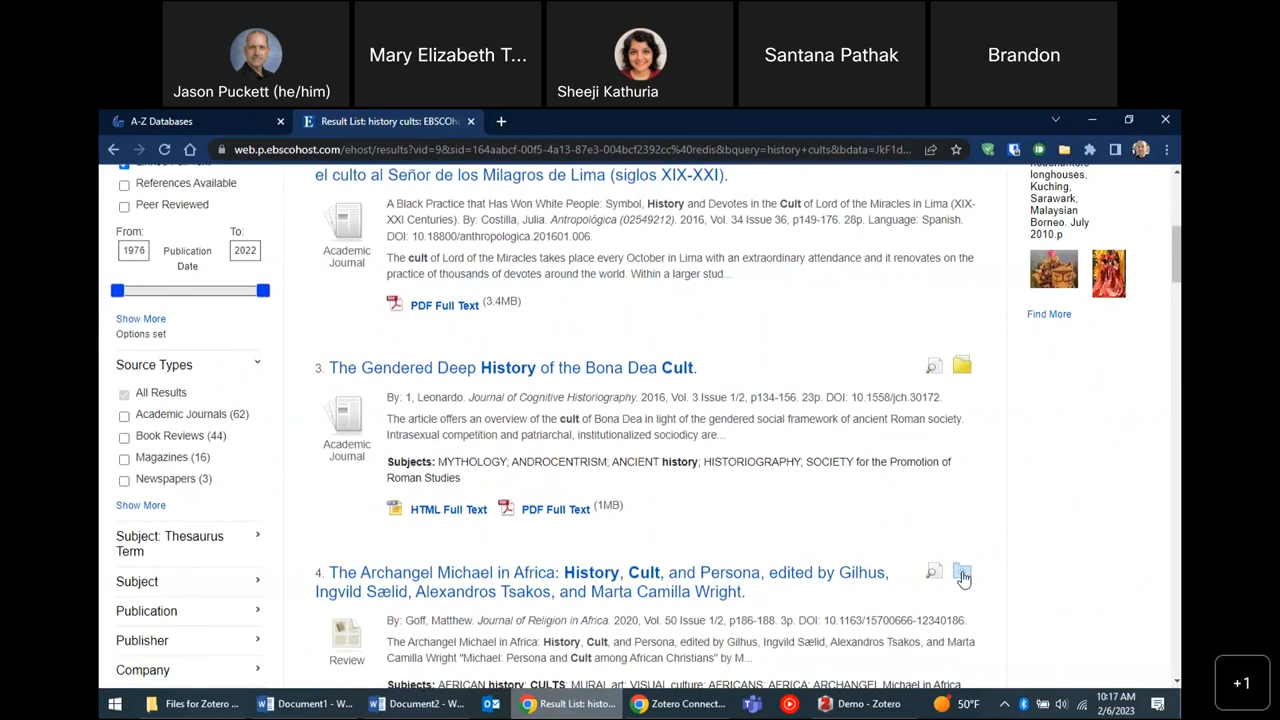 Jason Puckett (he/him)
Mary Elizabeth T...
Sheeji Kathuria
Santana Pathak
Brandon
A-Z Databases
Result List: history cults: EBSCOh
web.p.ebscohost.com/ehost/results?vid=9&sid=164aabcf-00f5-4a13-87e3-004bcf2392cc%40redis&bquery=history+cults&bdata=JkF1d...
References Available
Peer Reviewed
From:
To:
1976
Publication Date
2022
Show More
Options set
Source Types
All Results
Academic Journals (62)
Book Reviews (44)
Magazines (16)
Newspapers (3)
Show More
Subject: Thesaurus
Term
Subject
Publication
Publisher
Company
el culto al Señor de los Milagros de Lima (siglos XIX-XXI).
Academic
Journal
A Black Practice that Has Won White People: Symbol, History and Devotes in the Cult of Lord of the Miracles in Lima (XIX-
XXI Centuries). By: Costilla, Julia. Antropológica (02549212). 2016, Vol. 34 Issue 36, p149-176. 28p. Language: Spanish.
DOI: 10.18800/anthropologica.201601.006.
The cult of Lord of the Miracles takes place every October in Lima with an extraordinary attendance and it renovates on the
practice of thousands of devotes around the world. Within a larger stud...
PDF Full Text (3.4MB)
3. The Gendered Deep History of the Bona Dea Cult.
Academic
Journal
By: 1, Leonardo. Journal of Cognitive Historiography. 2016, Vol. 3 Issue 1/2, p134-156. 23p. DOI: 10.1558/jch.30172.
The article offers an overview of the cult of Bona Dea in light of the gendered social framework of ancient Roman society.
Intrasexual competition and patriarchal, institutionalized sociodicy are...
Subjects: MYTHOLOGY; ANDROCENTRISM; ANCIENT history; HISTORIOGRAPHY; SOCIETY for the Promotion of
Roman Studies
HTML Full Text PDF Full Text (1MB)
4. The Archangel Michael in Africa: History, Cult, and Persona, edited by Gilhus,
Ingvild Sælid, Alexandros Tsakos, and Marta Camilla Wright.
Review
By: Goff, Matthew. Journal of Religion in Africa. 2020, Vol. 50 Issue 1/2, p186-188. 3p. DOI: 10.1163/15700666-12340186.
The Archangel Michael in Africa: History, Cult, and Persona, edited by Gilhus, Ingvild Sælid, Alexandros Tsakos, and Marta
Camilla Wright "Michael: Persona and Cult among African Christians" by M...
Subjects: AFRICAN history; CULTS; MURAL art; VISUAL culture; AFRICANS; AFRICA; ARCHANGEL Michael in
longhouses,
Kuching,
Sarawak,
Malaysian
Borneo. July
2010.p
Find More
Files for Zotero ...
Document1 - W...
Document2 - W...
Result List: histo...
Zotero Connect...
Demo - Zotero
50°F
10:17 AM
2/6/2023
+1